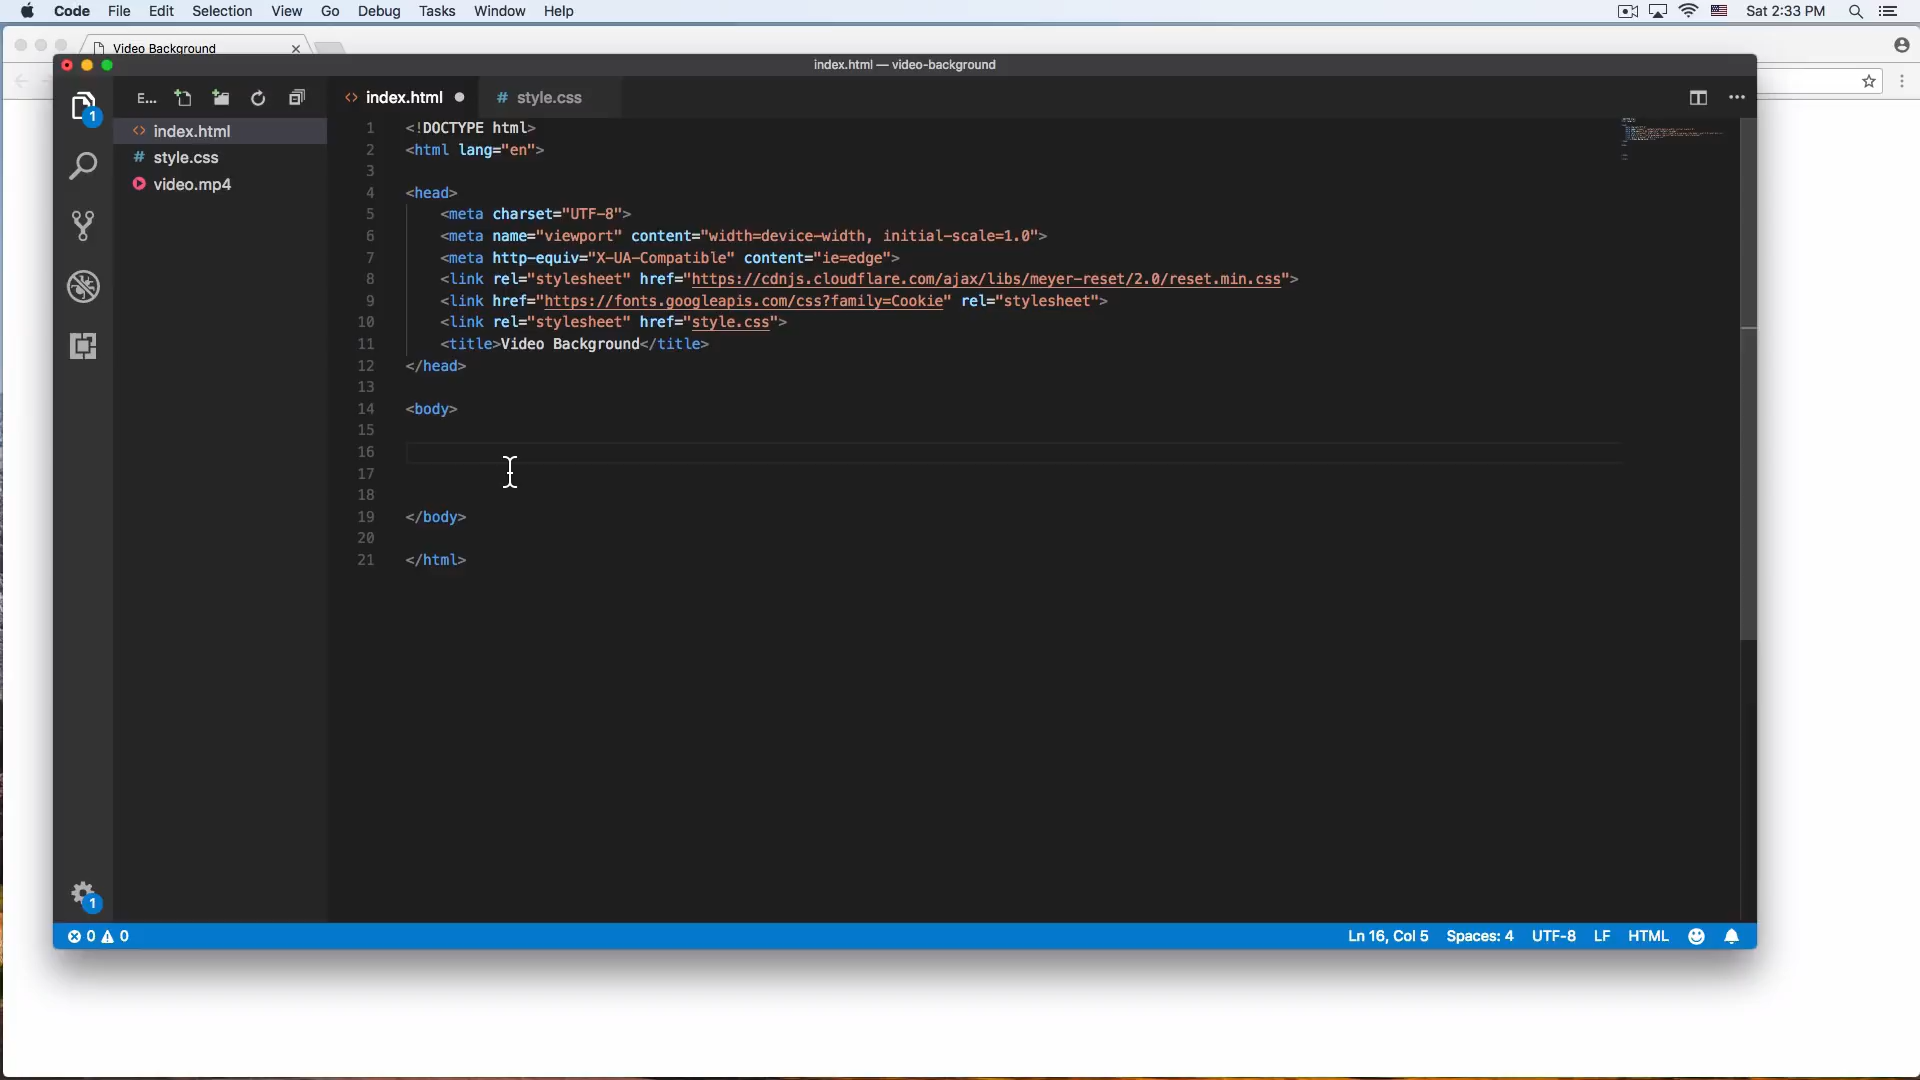 Code File Edit Selection View Go Debug Tasks Window Help Sat 2:33 PM
Video Background
index.html — video-background
E... index.html style.css
index.html
style.css
video.mp4
1 <!DOCTYPE html>
2 <html lang="en">
3
4 <head>
5 <meta charset="UTF-8">
6 <meta name="viewport" content="width=device-width, initial-scale=1.0">
7 <meta http-equiv="X-UA-Compatible" content="ie=edge">
8 <link rel="stylesheet" href="https://cdnjs.cloudflare.com/ajax/libs/meyer-reset/2.0/reset.min.css">
9 <link href="https://fonts.googleapis.com/css?family=Cookie" rel="stylesheet">
10 <link rel="stylesheet" href="style.css">
11 <title>Video Background</title>
12 </head>
13
14 <body>
15
16
17
18
19 </body>
20
21 </html>
1
1
0 0 Ln 16, Col 5 Spaces: 4 UTF-8 LF HTML